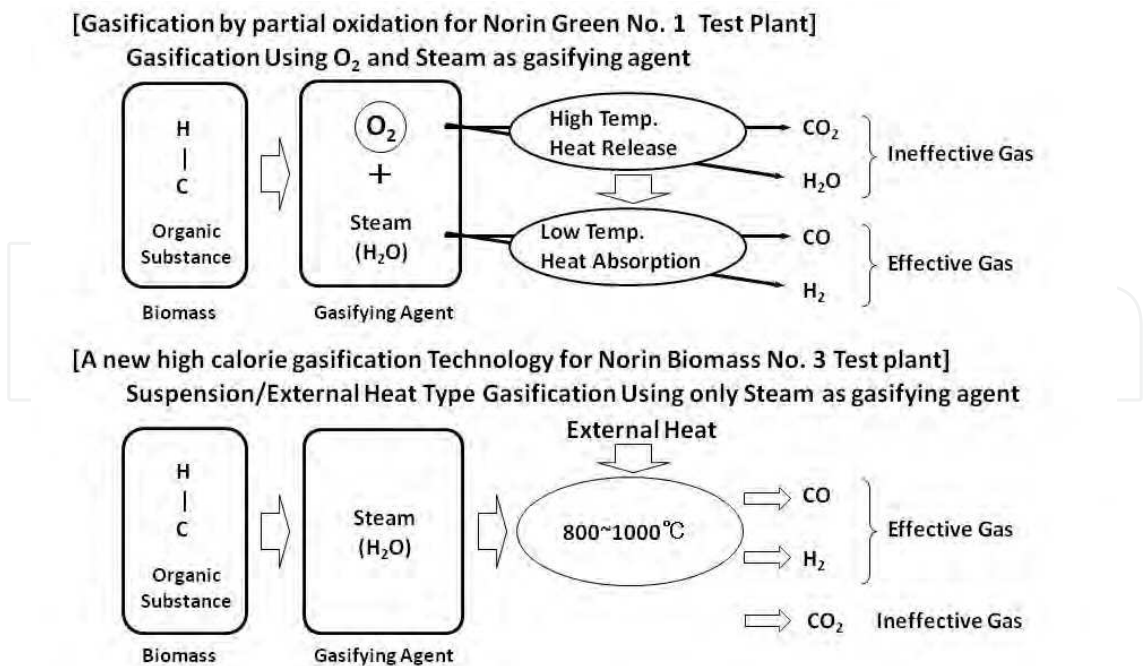 [Gasification by partial oxidation for Norin Green No. 1 Test Plant]
Gasification Using O₂ and Steam as gasifying agent
H
C
Organic
Substance
Biomass
O₂
+
Steam
(H₂O)
Gasifying Agent
High Temp.
Heat Release
Low Temp.
Heat Absorption
CO₂
H₂O
Ineffective Gas
CO
H₂
Effective Gas
[A new high calorie gasification Technology for Norin Biomass No. 3 Test plant]
Suspension/External Heat Type Gasification Using only Steam as gasifying agent
H
C
Organic
Substance
Biomass
Steam
(H₂O)
Gasifying Agent
External Heat
800~1000℃
CO
H₂
Effective Gas
CO₂ Ineffective Gas